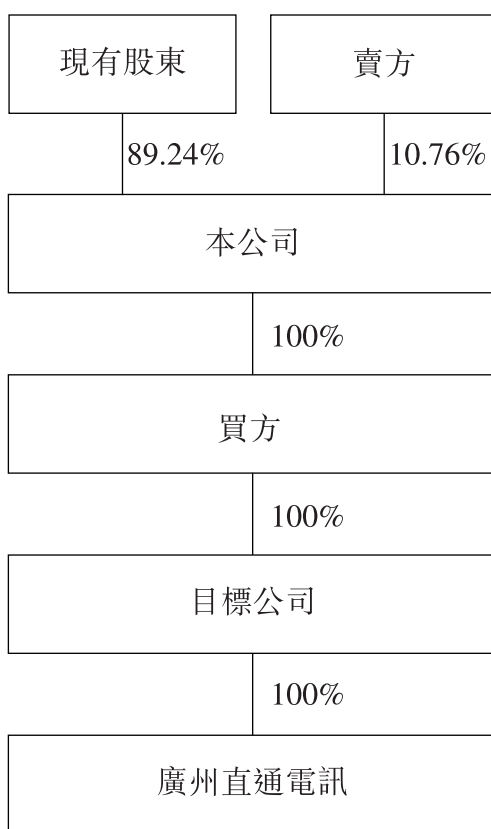 現有股東
賣方
89.24%
10.76%
本公司
100%
買方
100%
目標公司
100%
廣州直通電訊